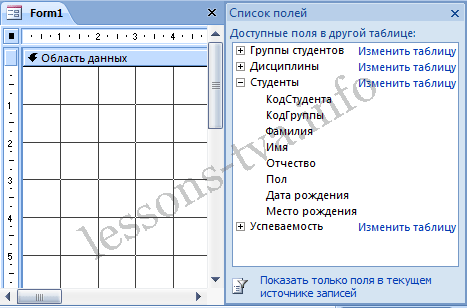 Form1
Список полей
Доступные поля в другой таблице:
Группы студентов Изменить таблицу
Дисциплины Изменить таблицу
Студенты Изменить таблицу
КодСтудента
КодГруппы
Фамилия
Имя
Отчество
Пол
Дата рождения
Место рождения
Успеваемость Изменить таблицу
Показать только поля в текущем
источнике записей
1 2 3 4
Область данных
1
2
3
4
5
lessons-tva.info